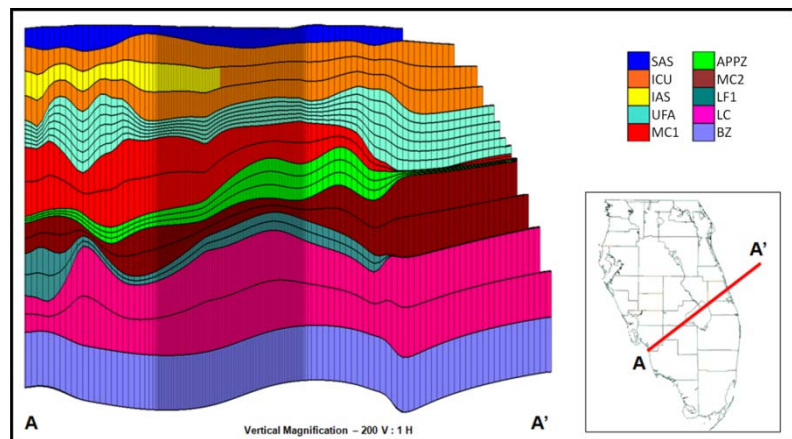 SAS APPZ
ICU MC2
IAS LF1
UFA LC
MC1 BZ
A'
A
A A'
Vertical Magnification – 200 V : 1 H